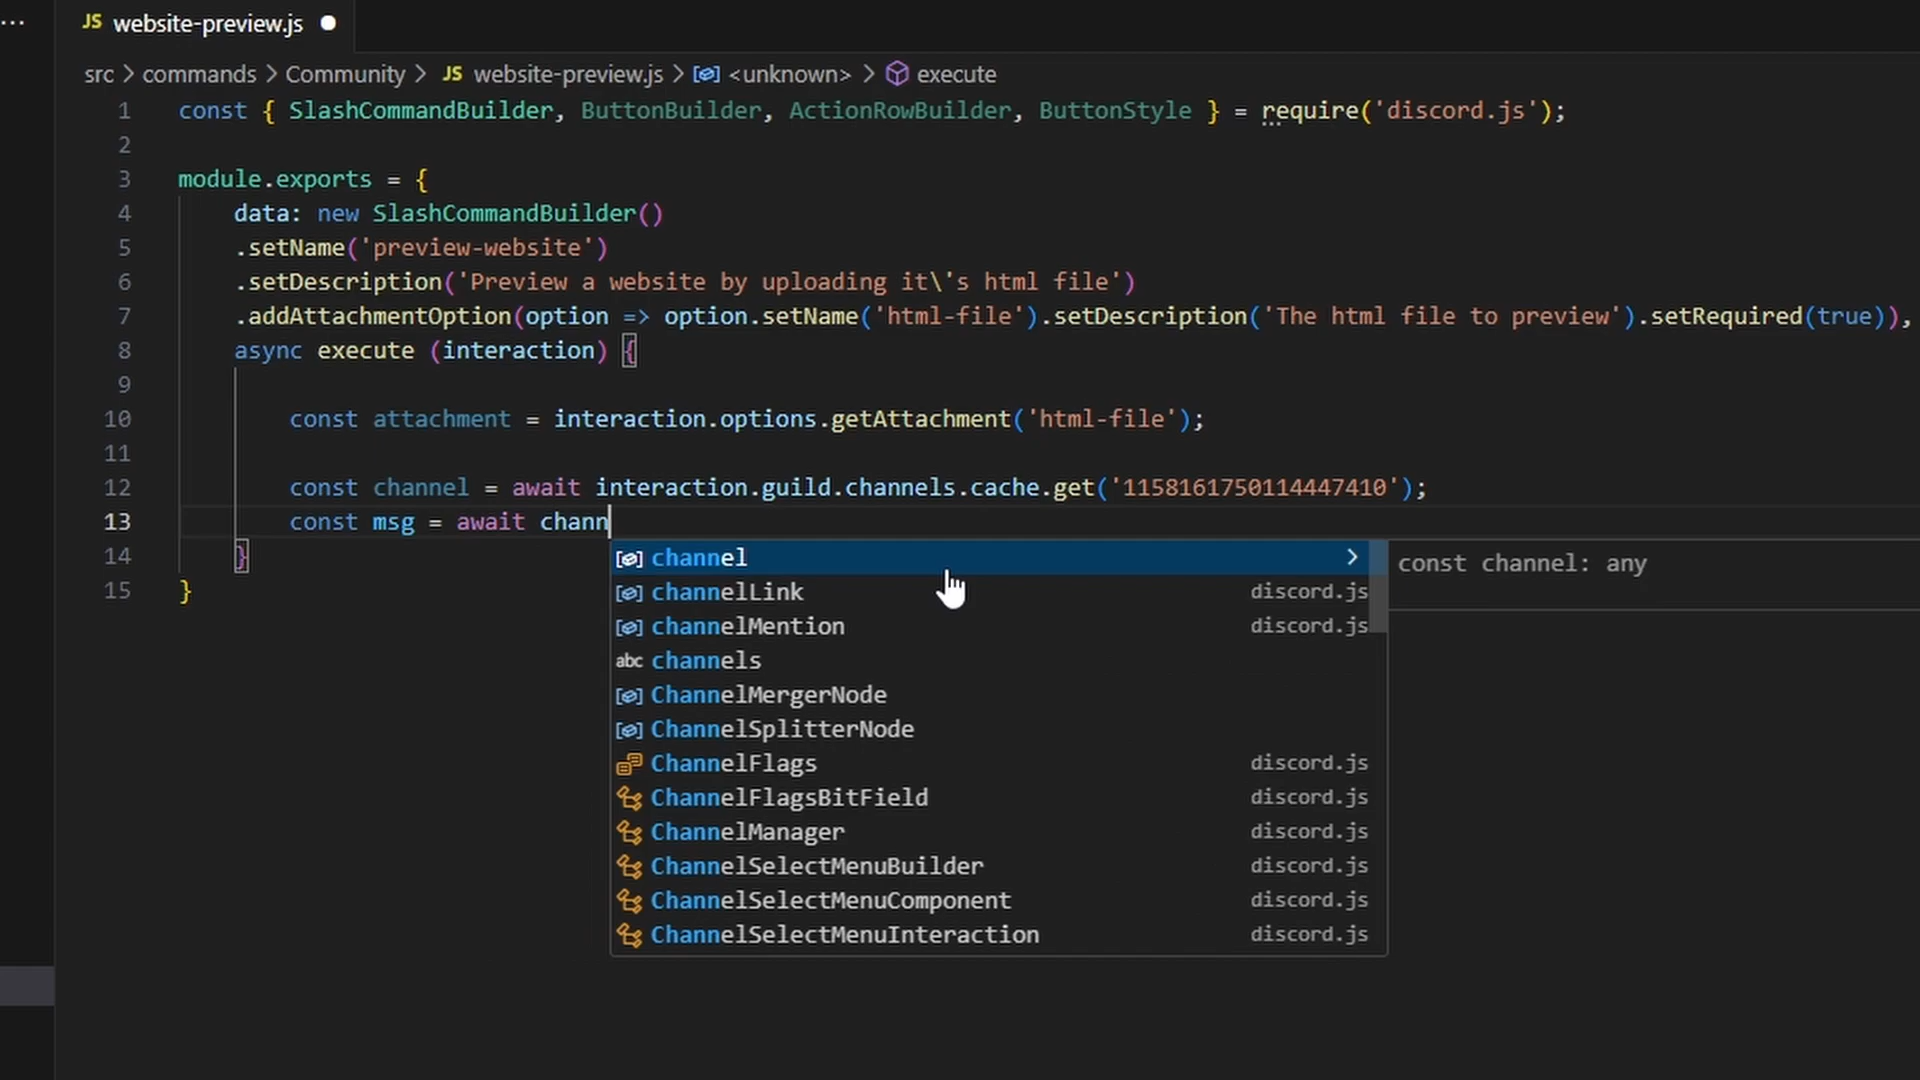 ... JS website-preview.js ●
src > commands > Community > JS website-preview.js > <unknown> > execute
1 const { SlashCommandBuilder, ButtonBuilder, ActionRowBuilder, ButtonStyle } = require('discord.js');
2
3 module.exports = {
4 data: new SlashCommandBuilder()
5 .setName('preview-website')
6 .setDescription('Preview a website by uploading it\'s html file')
7 .addAttachmentOption(option => option.setName('html-file').setDescription('The html file to preview').setRequired(true)),
8 async execute (interaction) {
9
10 const attachment = interaction.options.getAttachment('html-file');
11
12 const channel = await interaction.guild.channels.cache.get('1158161750114447410');
13 const msg = await chann
14 }
15 }
channel > const channel: any
channelLink discord.js
channelMention discord.js
abc channels
ChannelMergerNode
ChannelSplitterNode
ChannelFlags discord.js
ChannelFlagsBitField discord.js
ChannelManager discord.js
ChannelSelectMenuBuilder discord.js
ChannelSelectMenuComponent discord.js
ChannelSelectMenuInteraction discord.js